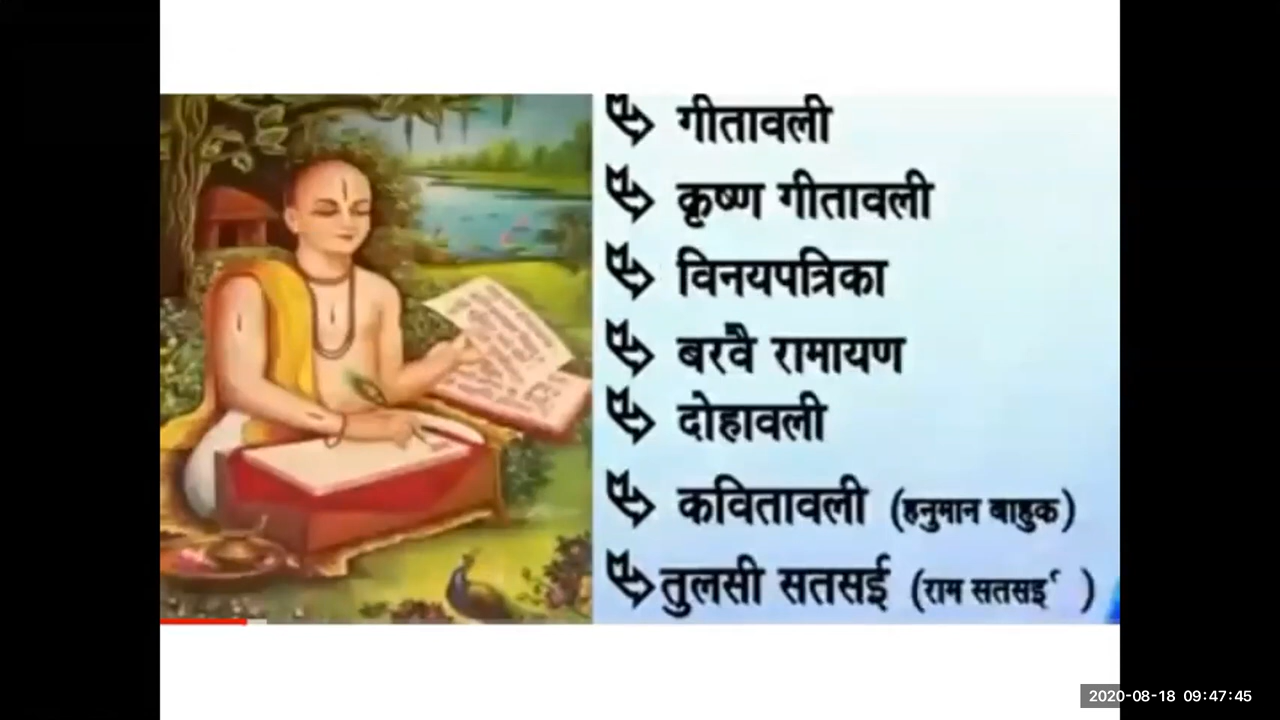 गीतावली
कृष्ण गीतावली
विनयपत्रिका
बरवै रामायण
दोहावली
कवितावली (हनुमान बाहुक)
तुलसी सतसई (राम सतसई )
2020-08-18 09:47:45